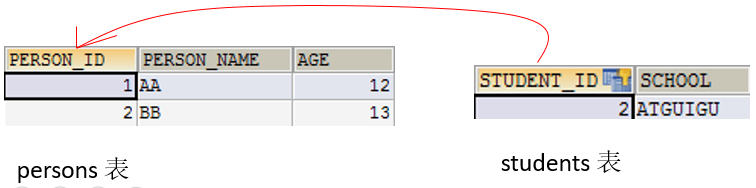 PERSON_ID PERSON_NAME AGE
1 AA 12
2 BB 13
persons 表
STUDENT_ID SCHOOL
2 ATGUIGU
students 表